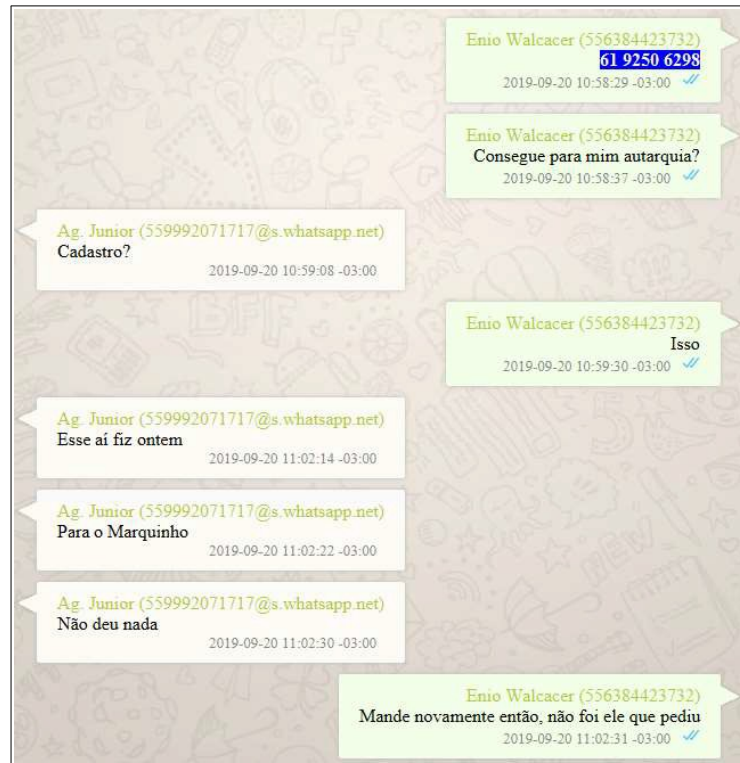 Enio Walcacer (556384423732)
61 9250 6298
2019-09-20 10:58:29 -03:00
Enio Walcacer (556384423732)
Consegue para mim autarquia?
2019-09-20 10:58:37 -03:00
Ag. Junior (559992071717@s.whatsapp.net)
Cadastro?
2019-09-20 10:59:08 -03:00
Enio Walcacer (556384423732)
Isso
2019-09-20 10:59:30 -03:00
Ag. Junior (559992071717@s.whatsapp.net)
Esse aí fiz ontem
2019-09-20 11:02:14 -03:00
Ag. Junior (559992071717@s.whatsapp.net)
Para o Marquinho
2019-09-20 11:02:22 -03:00
Ag. Junior (559992071717@s.whatsapp.net)
Não deu nada
2019-09-20 11:02:30 -03:00
Enio Walcacer (556384423732)
Mande novamente então, não foi ele que pediu
2019-09-20 11:02:31 -03:00